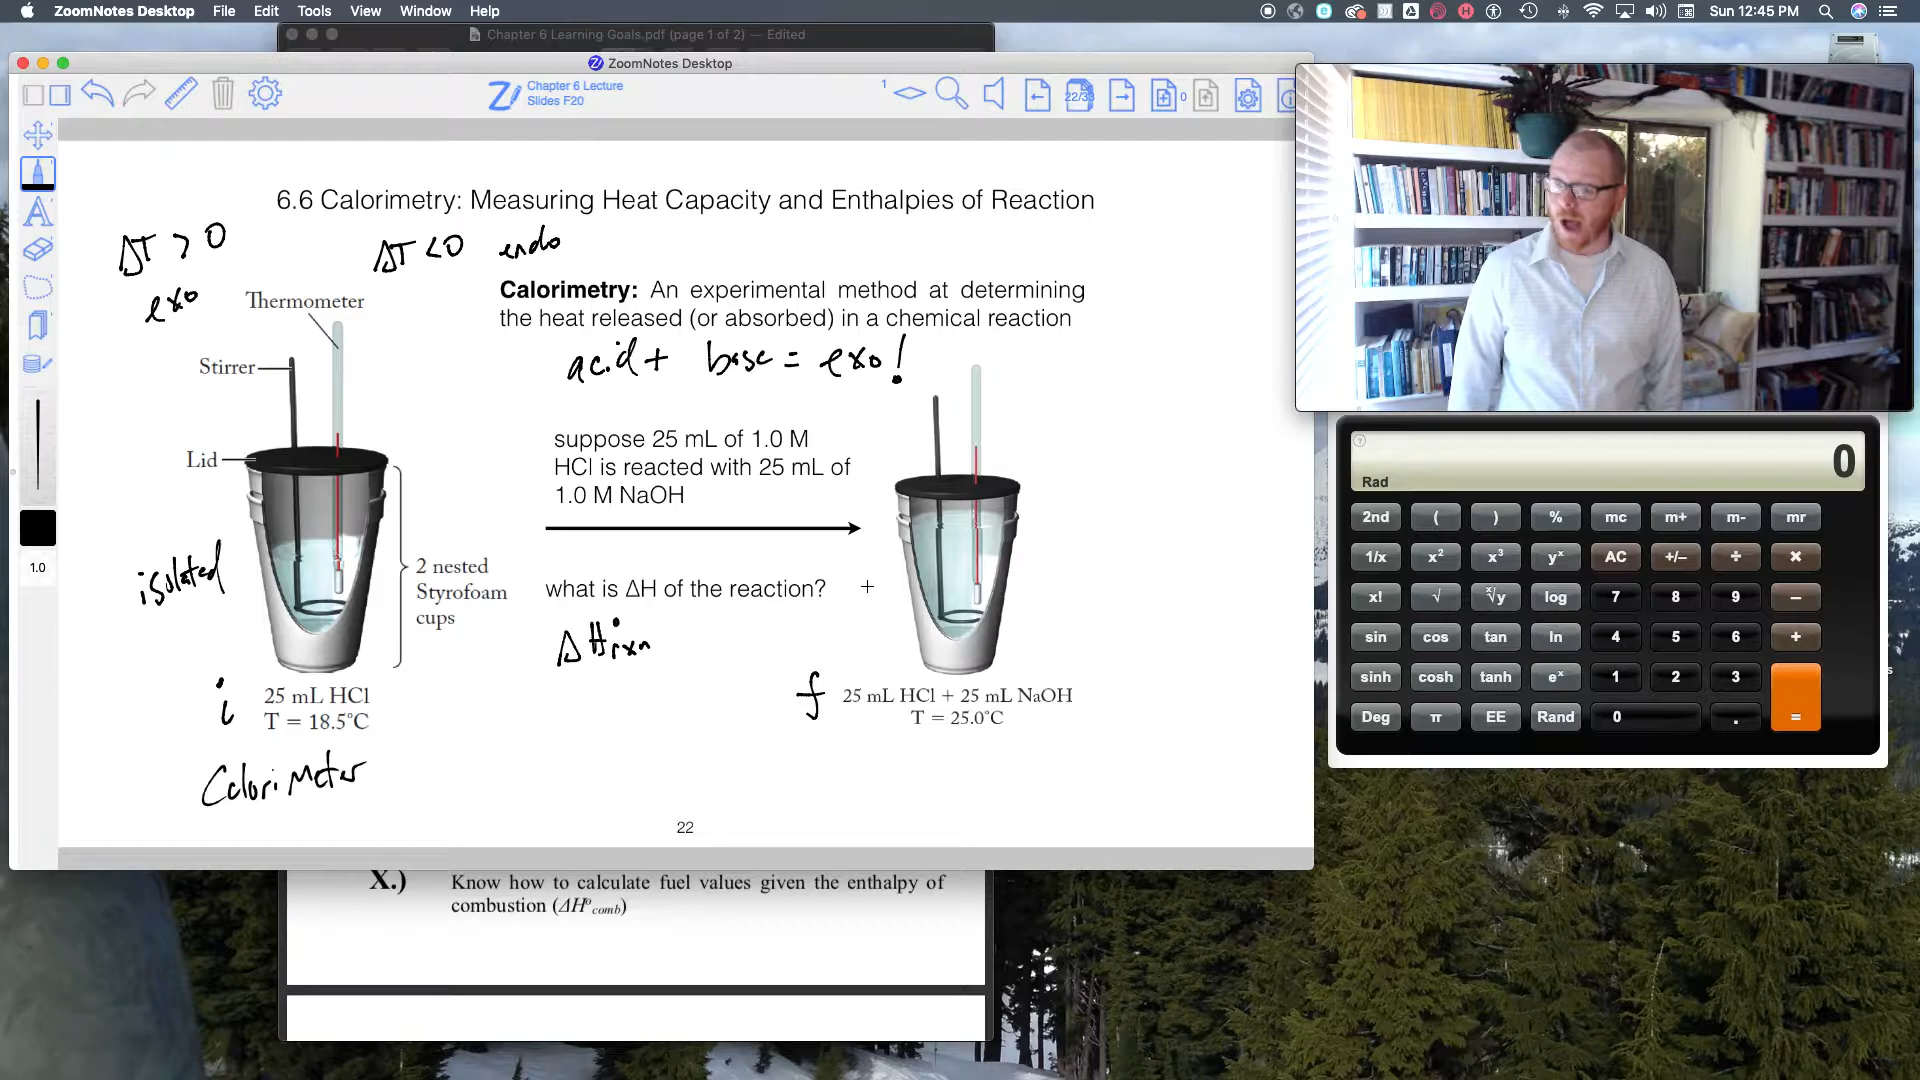 ZoomNotes Desktop File Edit Tools View Window Help
Sun 12:45 PM
Chapter 6 Learning Goals.pdf (page 1 of 2) — Edited
ZoomNotes Desktop
Chapter 6 Lecture
Slides F20
1
22/33
0
6.6 Calorimetry: Measuring Heat Capacity and Enthalpies of Reaction
ΔT > 0
exo
ΔT < 0 endo
Calorimetry: An experimental method at determining
the heat released (or absorbed) in a chemical reaction
acid + base = exo!
Thermometer
Stirrer
Lid
suppose 25 mL of 1.0 M
HCl is reacted with 25 mL of
1.0 M NaOH
isolated
2 nested
Styrofoam
cups
what is ΔH of the reaction?
ΔH°rxn
i
25 mL HCl
T = 18.5°C
f
25 mL HCl + 25 mL NaOH
T = 25.0°C
Calorimeter
22
1.0
X.) Know how to calculate fuel values given the enthalpy of
combustion (ΔH°comb)
0
Rad
2nd ( ) % mc m+ m- mr
1/x x² x³ yˣ AC +/− ÷ ×
x! √ ˣ√y log 7 8 9 −
sin cos tan ln 4 5 6 +
sinh cosh tanh eˣ 1 2 3
Deg π EE Rand 0 . =